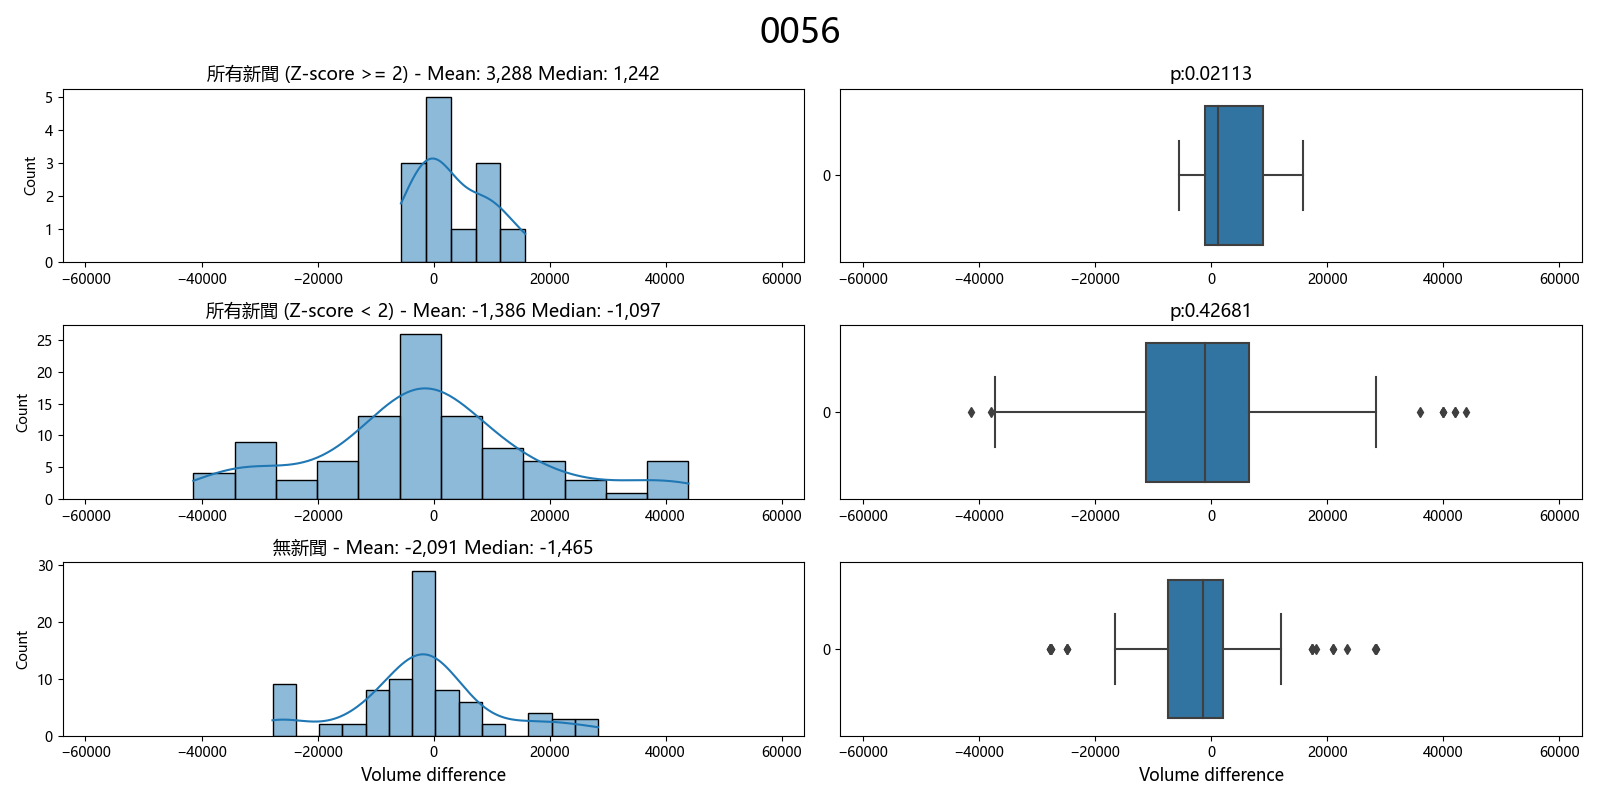 0056
所有新聞 (Z-score >= 2) - Mean: 3,288 Median: 1,242
Count
5
4
3
2
1
0
−60000 −40000 −20000 0 20000 40000 60000
p:0.02113
0
−60000 −40000 −20000 0 20000 40000 60000
所有新聞 (Z-score < 2) - Mean: -1,386 Median: -1,097
Count
25
20
15
10
5
0
−60000 −40000 −20000 0 20000 40000 60000
p:0.42681
0
−60000 −40000 −20000 0 20000 40000 60000
無新聞 - Mean: -2,091 Median: -1,465
Count
30
20
10
0
−60000 −40000 −20000 0 20000 40000 60000
Volume difference
0
−60000 −40000 −20000 0 20000 40000 60000
Volume difference